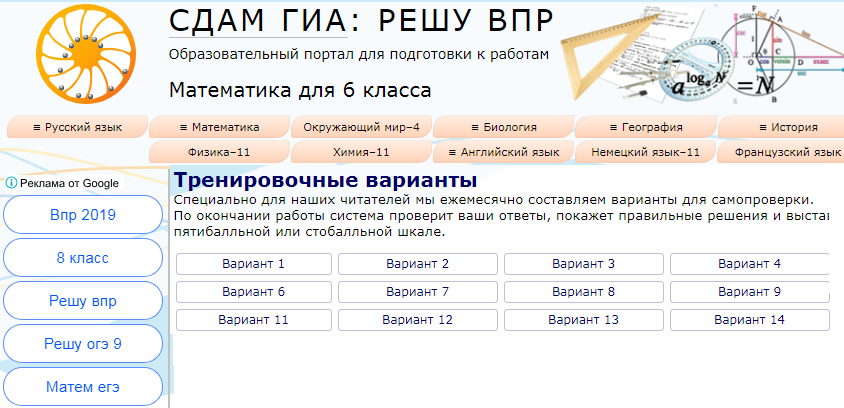 СДАМ ГИА: РЕШУ ВПР
Образовательный портал для подготовки к работам
Математика для 6 класса
≡ Русский язык ≡ Математика Окружающий мир–4 ≡ Биология ≡ География ≡ История
Физика–11 Химия–11 ≡ Английский язык Немецкий язык–11 Французский язык
Реклама от Google
Впр 2019
8 класс
Решу впр
Решу огэ 9
Матем егэ
Тренировочные варианты
Специально для наших читателей мы ежемесячно составляем варианты для самопроверки.
По окончании работы система проверит ваши ответы, покажет правильные решения и выстав
пятибалльной или стобалльной шкале.
Вариант 1 Вариант 2 Вариант 3 Вариант 4
Вариант 6 Вариант 7 Вариант 8 Вариант 9
Вариант 11 Вариант 12 Вариант 13 Вариант 14